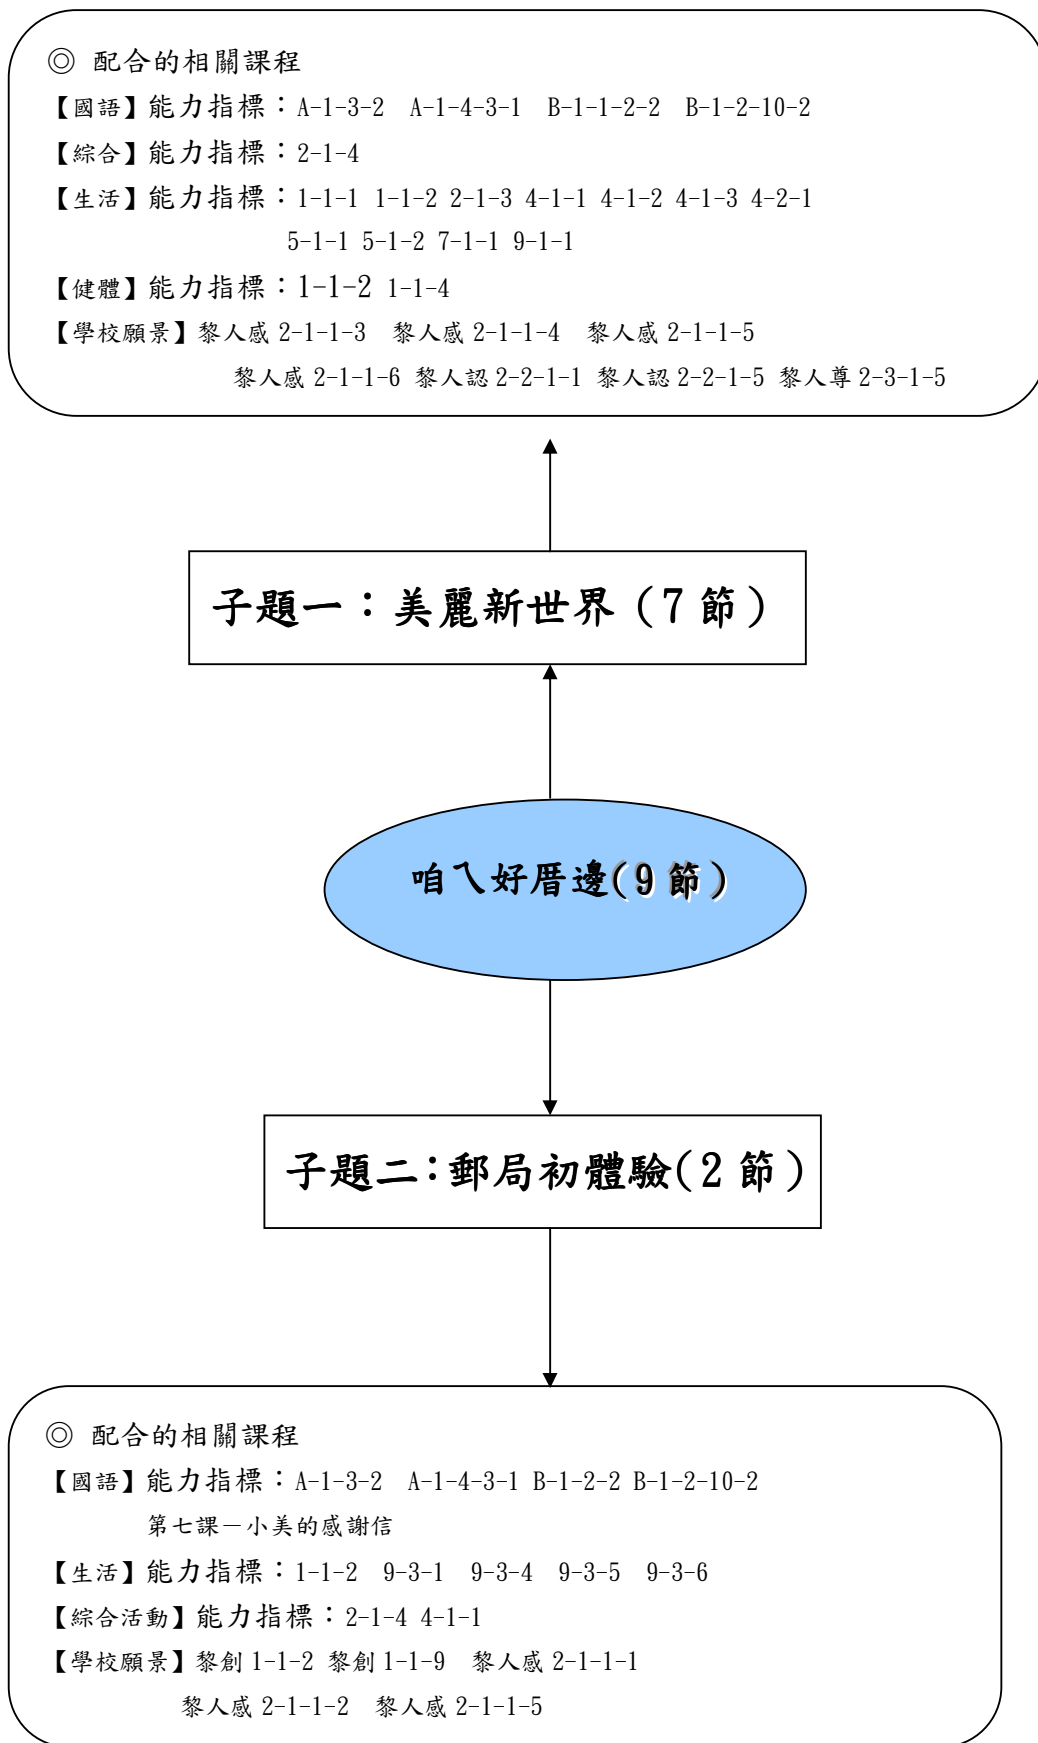 ◎ 配合的相關課程
【國語】能力指標：A-1-3-2 A-1-4-3-1 B-1-1-2-2 B-1-2-10-2
【綜合】能力指標：2-1-4
【生活】能力指標：1-1-1 1-1-2 2-1-3 4-1-1 4-1-2 4-1-3 4-2-1
5-1-1 5-1-2 7-1-1 9-1-1
【健體】能力指標：1-1-2 1-1-4
【學校願景】黎人感 2-1-1-3 黎人感 2-1-1-4 黎人感 2-1-1-5
黎人感 2-1-1-6 黎人認 2-2-1-1 黎人認 2-2-1-5 黎人尊 2-3-1-5
子題一：美麗新世界（7 節）
咱ㄟ好厝邊(9 節)
子題二:郵局初體驗(2 節)
◎ 配合的相關課程
【國語】能力指標：A-1-3-2 A-1-4-3-1 B-1-2-2 B-1-2-10-2
第七課－小美的感謝信
【生活】能力指標：1-1-2 9-3-1 9-3-4 9-3-5 9-3-6
【綜合活動】能力指標：2-1-4 4-1-1
【學校願景】黎創 1-1-2 黎創 1-1-9 黎人感 2-1-1-1
黎人感 2-1-1-2 黎人感 2-1-1-5